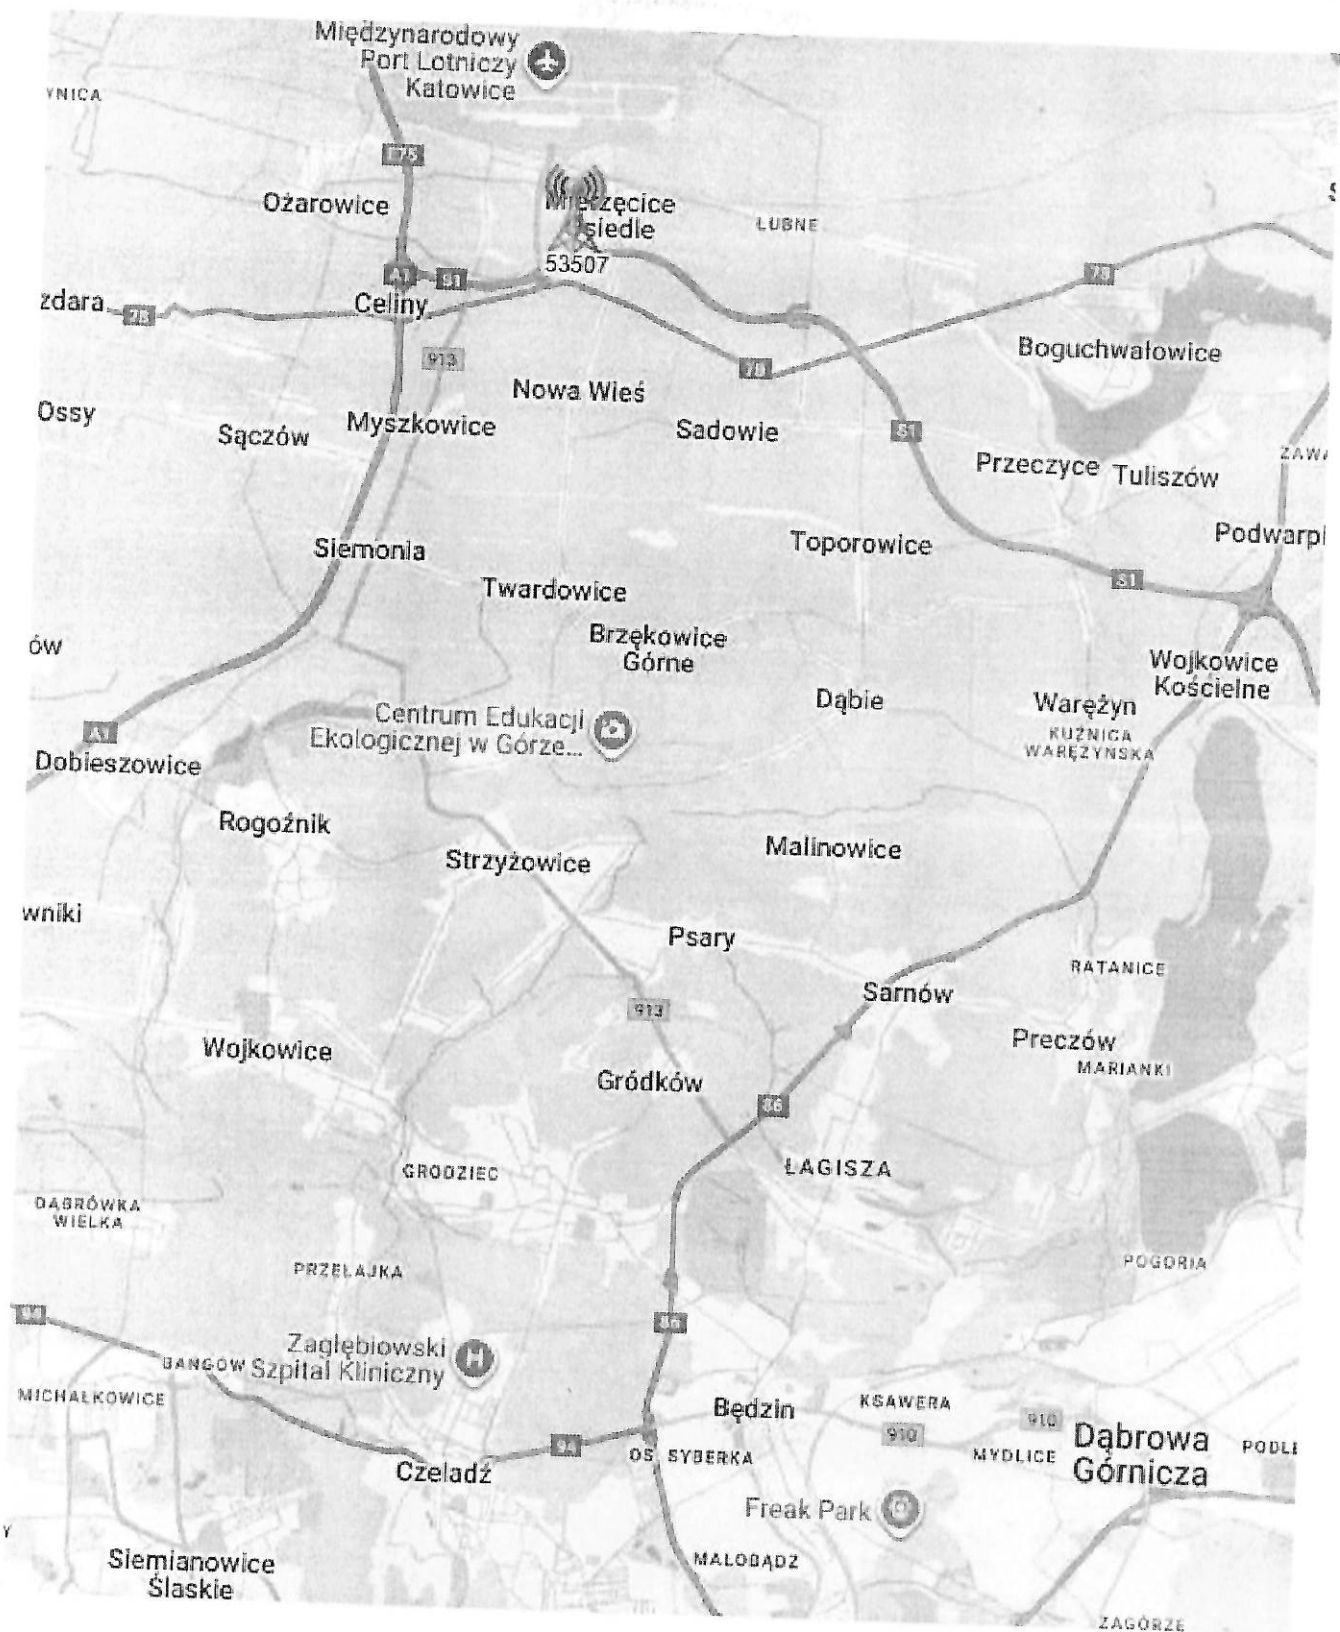 Międzynarodowy
Port Lotniczy
Katowice
YNICA
E75
Ożarowice
Mierzęcice
siedle
53507
ŁUBNE
A1
S1
78
zdara
78
Celiny
913
Boguchwałowice
78
Nowa Wieś
Ossy
Sączów
Myszkowice
Sadowie
S1
Przeczyce
Tuliszów
ZAWA
Siemonia
Toporowice
Podwarpi
Twardowice
S1
Brzękowice
Górne
ów
Wojkowice
Kościelne
Dąbie
Warężyn
KUŹNICA
WARĘŻYŃSKA
Centrum Edukacji
Ekologicznej w Górze...
A1
Dobieszowice
Rogoźnik
Strzyżowice
Malinowice
wniki
Psary
RATANICE
Sarnów
913
Wojkowice
Preczów
MARIANKI
Gródków
86
GRODZIEC
ŁAGISZA
DĄBRÓWKA
WIELKA
PRZEŁAJKA
POGORIA
94
86
Zagłębiowski
Szpital Kliniczny
BAŃGÓW
MICHAŁKOWICE
Będzin
KSAWERA
910
910
Dąbrowa
Górnicza
94
OS. SYBERKA
MYDLICE
PODLE
Czeladź
Freak Park
Y
Siemianowice
Śląskie
MAŁOBĄDZ
ZAGÓRZE